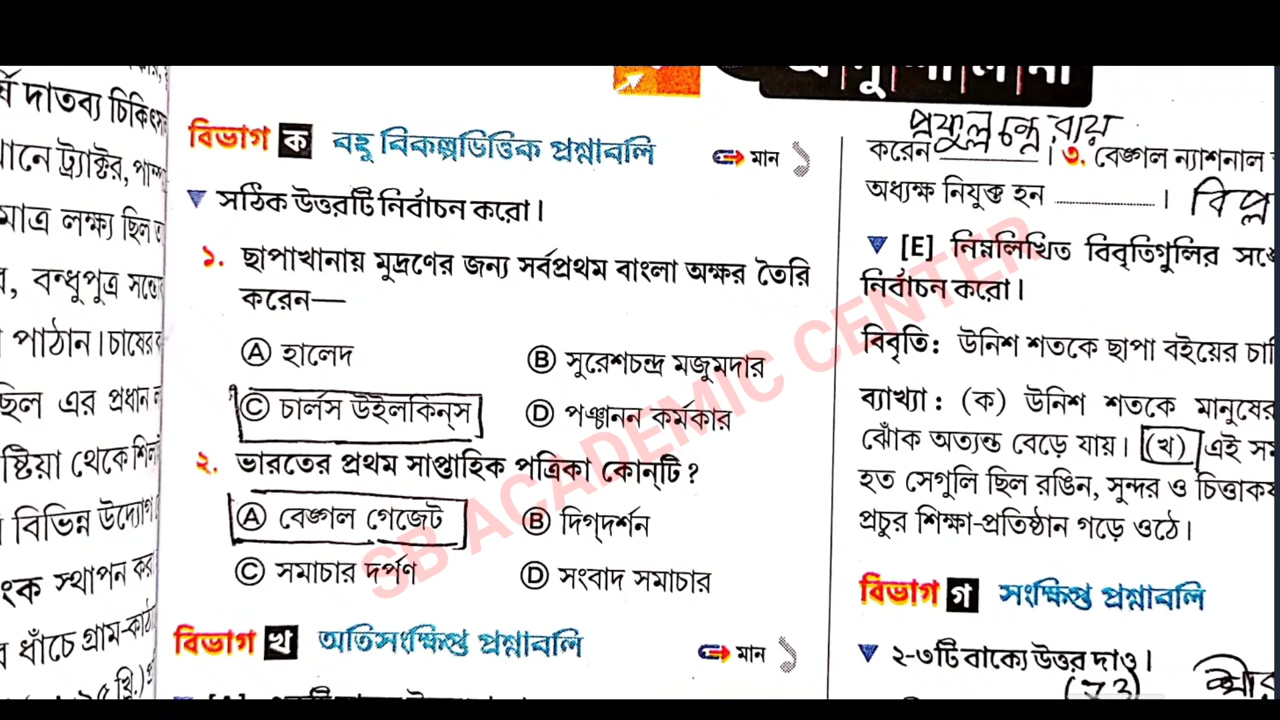 র্ষে দাতব্য
মাত্র লক্ষ্য ছিল
বন্ধুপুত্র
পাঠান। চাষের
ছিল এর প্রধান
থেকে
বিভিন্ন উদ্যোগ
স্থাপন
ধাঁচে
অনুশীলনী
বিভাগ ক বহু বিকল্পভিত্তিক প্রশ্নাবলি মান ১
সঠিক উত্তরটি নির্বাচন করো।
১. ছাপাখানায় মুদ্রণের জন্য সর্বপ্রথম বাংলা অক্ষর তৈরি
করেন—
Ⓐ হালেদ Ⓑ সুরেশচন্দ্র মজুমদার
Ⓒ চার্লস উইলকিন্‌স Ⓓ পঞ্চানন কর্মকার
২. ভারতের প্রথম সাপ্তাহিক পত্রিকা কোন্‌টি?
Ⓐ বেঙ্গল গেজেট Ⓑ দিগ্‌দর্শন
Ⓒ সমাচার দর্পণ Ⓓ সংবাদ সমাচার
বিভাগ খ অতিসংক্ষিপ্ত প্রশ্নাবলি মান ১
প্রফুল্ল চন্দ্র রায়
করেন ............ । ৩. বেঙ্গল ন্যাশনাল
অধ্যক্ষ নিযুক্ত হন ............ ।
[E] নিম্নলিখিত বিবৃতিগুলির সঙ্গে
নির্বাচন করো।
বিবৃতি: উনিশ শতকে ছাপা বইয়ের
ব্যাখ্যা: (ক) উনিশ শতকে মানুষের
ঝোঁক অত্যন্ত বেড়ে যায়। (খ) এই
হত সেগুলি ছিল রঙিন, সুন্দর ও
প্রচুর শিক্ষা-প্রতিষ্ঠান গড়ে ওঠে।
বিভাগ গ সংক্ষিপ্ত প্রশ্নাবলি
২-৩টি বাক্যে উত্তর দাও।
SB ACADEMIC CENTER